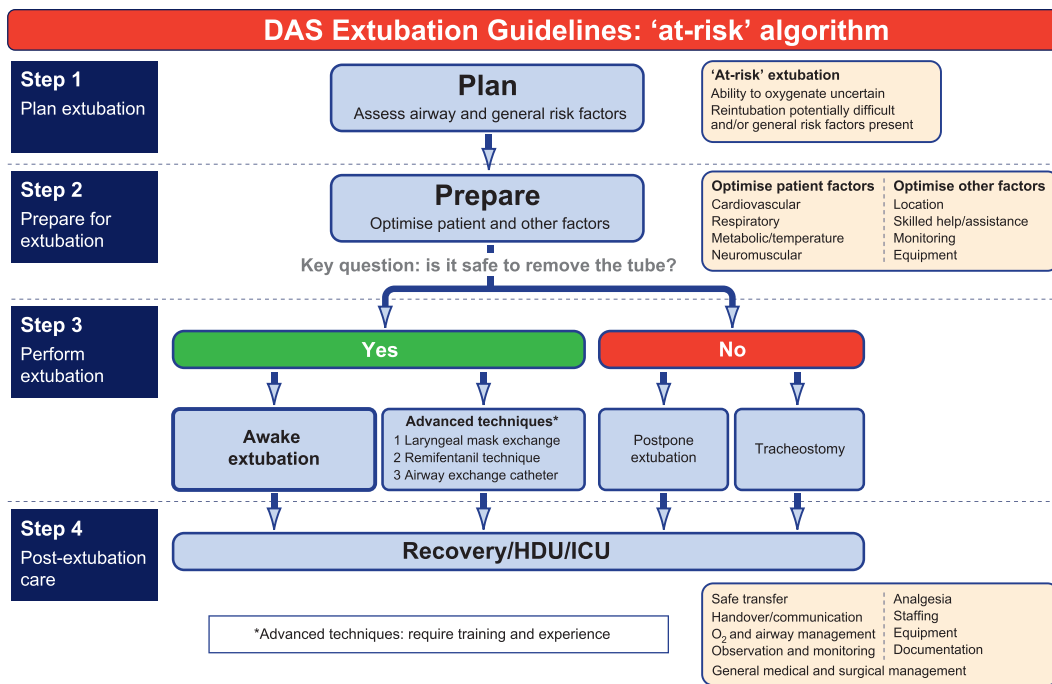 DAS Extubation Guidelines: ‘at-risk’ algorithm
Step 1
Plan extubation
Plan
Assess airway and general risk factors
‘At-risk’ extubation
Ability to oxygenate uncertain
Reintubation potentially difficult
and/or general risk factors present
Step 2
Prepare for
extubation
Prepare
Optimise patient and other factors
Optimise patient factors
Cardiovascular
Respiratory
Metabolic/temperature
Neuromuscular
Optimise other factors
Location
Skilled help/assistance
Monitoring
Equipment
Key question: is it safe to remove the tube?
Step 3
Perform
extubation
Yes
No
Awake
extubation
Advanced techniques*
1 Laryngeal mask exchange
2 Remifentanil technique
3 Airway exchange catheter
Postpone
extubation
Tracheostomy
Step 4
Post-extubation
care
Recovery/HDU/ICU
*Advanced techniques: require training and experience
Safe transfer
Handover/communication
O2 and airway management
Observation and monitoring
Analgesia
Staffing
Equipment
Documentation
General medical and surgical management